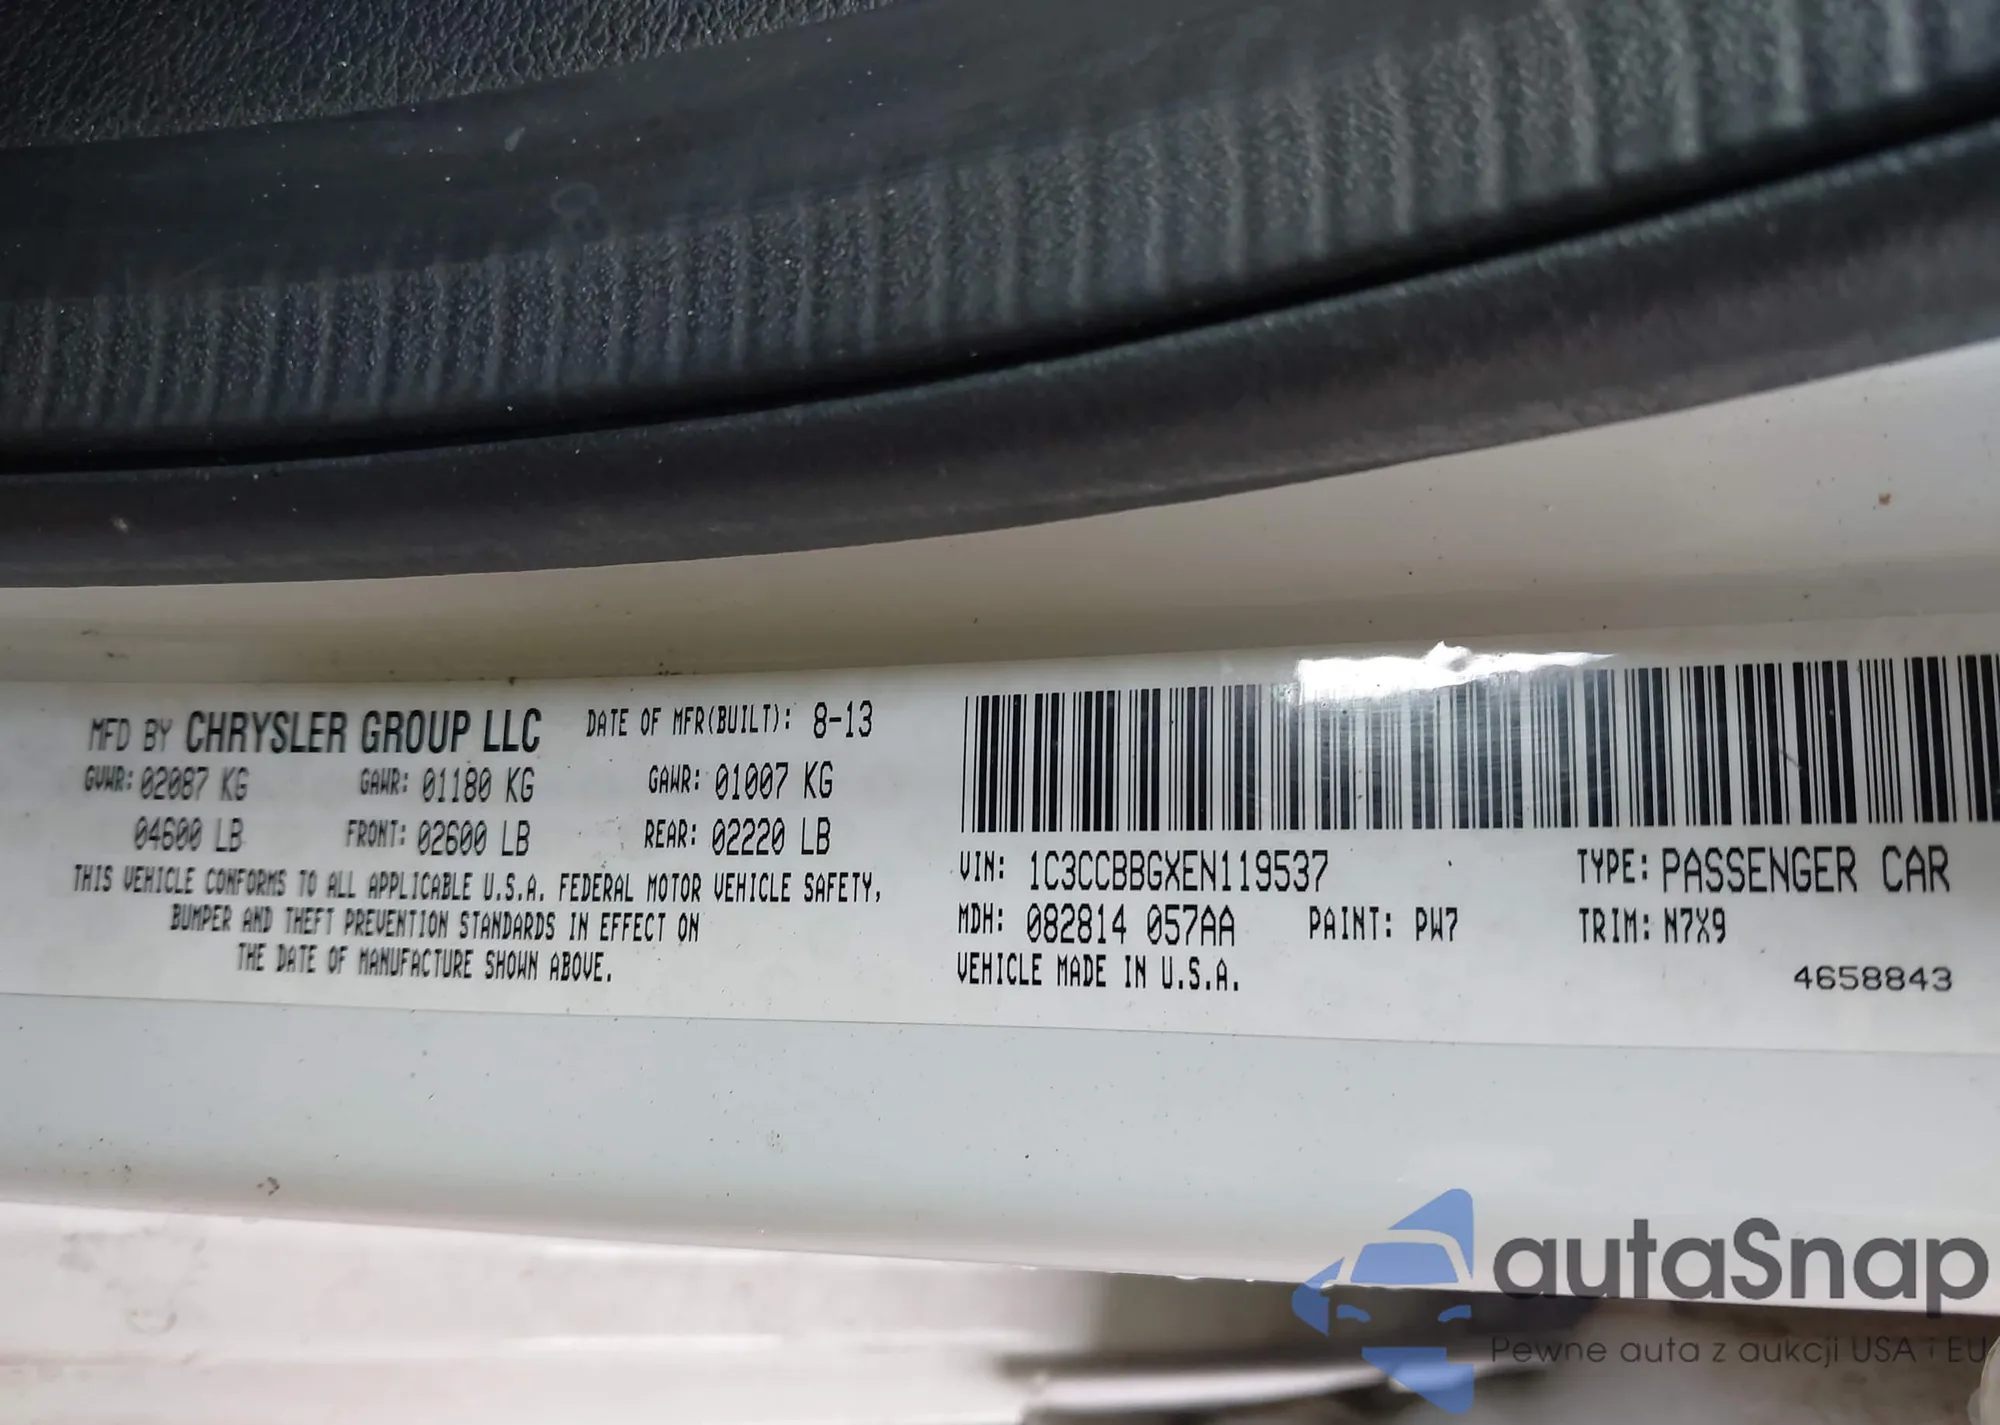 MFD BY CHRYSLER GROUP LLC DATE OF MFR(BUILT): 8-13
GVWR: 02087 KG GAWR: 01180 KG GAWR: 01007 KG
04600 LB FRONT: 02600 LB REAR: 02220 LB
THIS VEHICLE CONFORMS TO ALL APPLICABLE U.S.A. FEDERAL MOTOR VEHICLE SAFETY,
BUMPER AND THEFT PREVENTION STANDARDS IN EFFECT ON
THE DATE OF MANUFACTURE SHOWN ABOVE.
VIN: 1C3CCBBGXEN119537 TYPE: PASSENGER CAR
MDH: 082814 057AA PAINT: PW7 TRIM: N7X9
VEHICLE MADE IN U.S.A.
4658843
autaSnap
Pewne auta z aukcji USA i EU